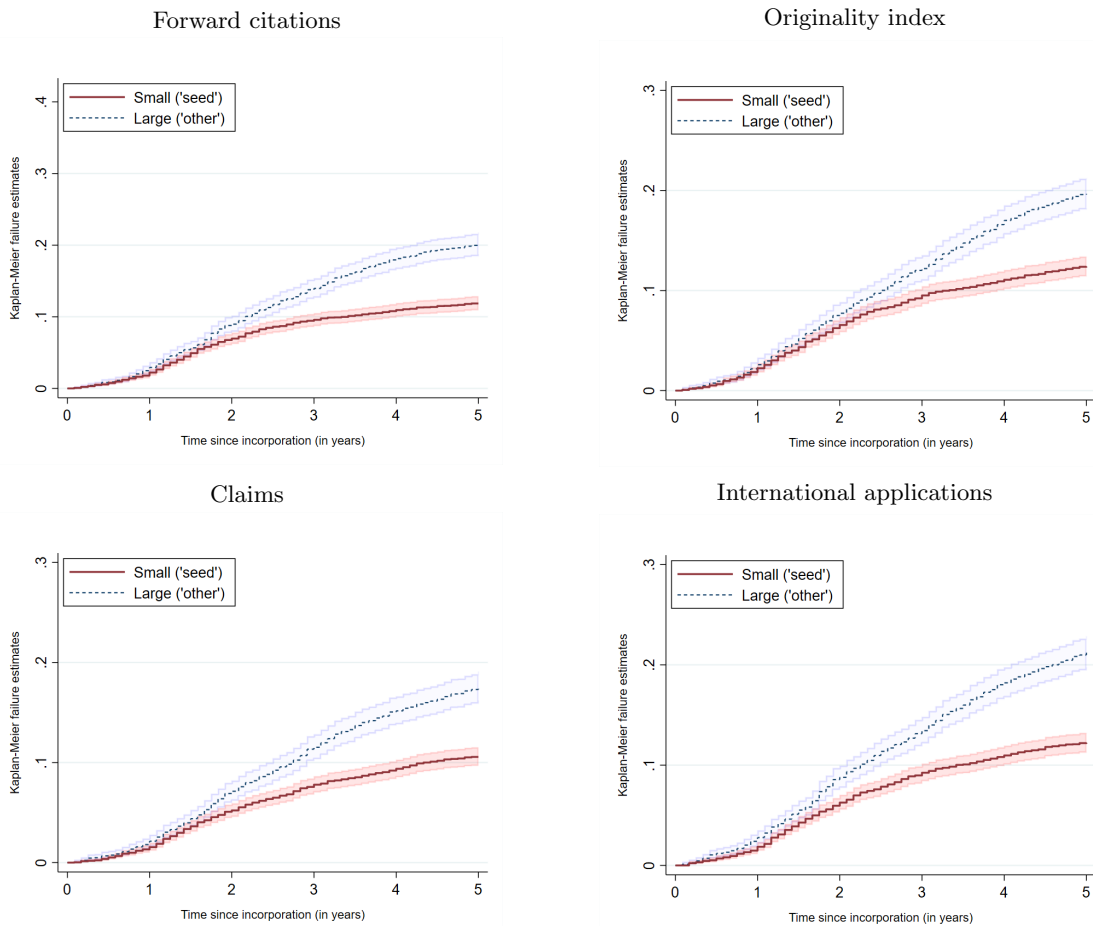 Forward citations
Kaplan-Meier failure estimates
.4
.3
.2
.1
0
Small ('seed')
Large ('other')
0 1 2 3 4 5
Time since incorporation (in years)
Originality index
Kaplan-Meier failure estimates
.3
.2
.1
0
Small ('seed')
Large ('other')
0 1 2 3 4 5
Time since incorporation (in years)
Claims
Kaplan-Meier failure estimates
.3
.2
.1
0
Small ('seed')
Large ('other')
0 1 2 3 4 5
Time since incorporation (in years)
International applications
Kaplan-Meier failure estimates
.3
.2
.1
0
Small ('seed')
Large ('other')
0 1 2 3 4 5
Time since incorporation (in years)